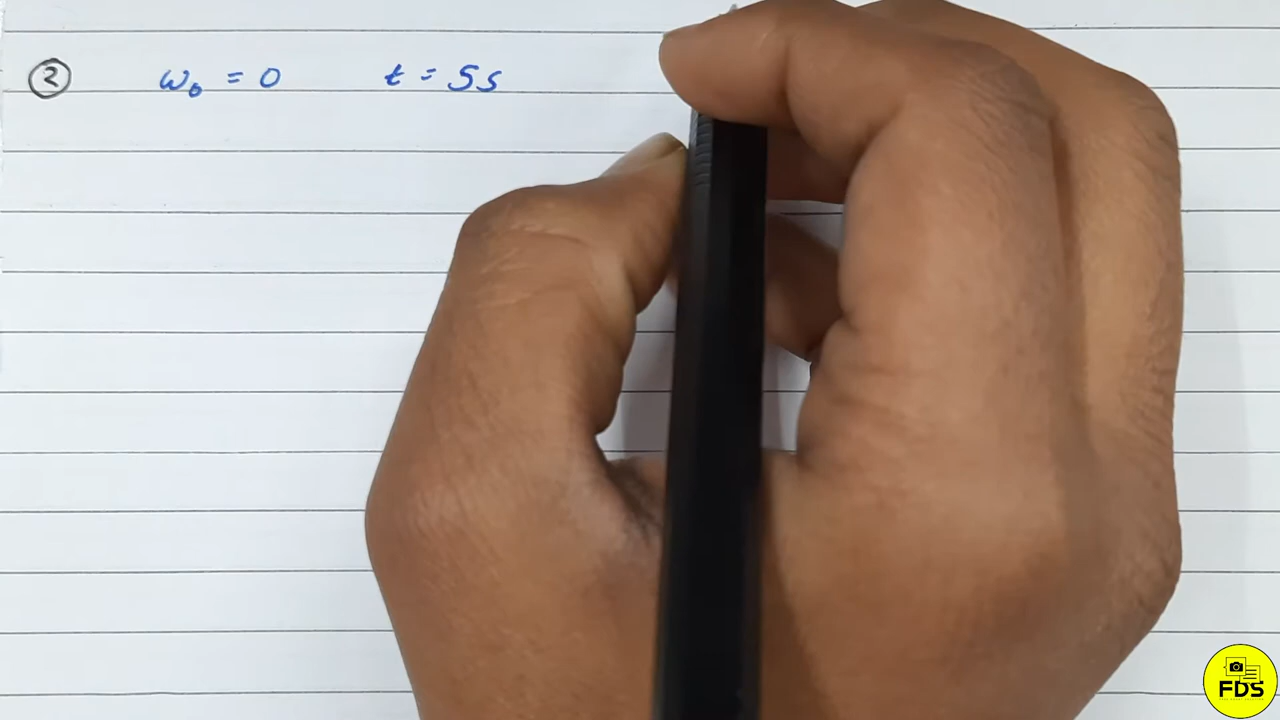 ② ω₀ = 0 t = 5s
FDS